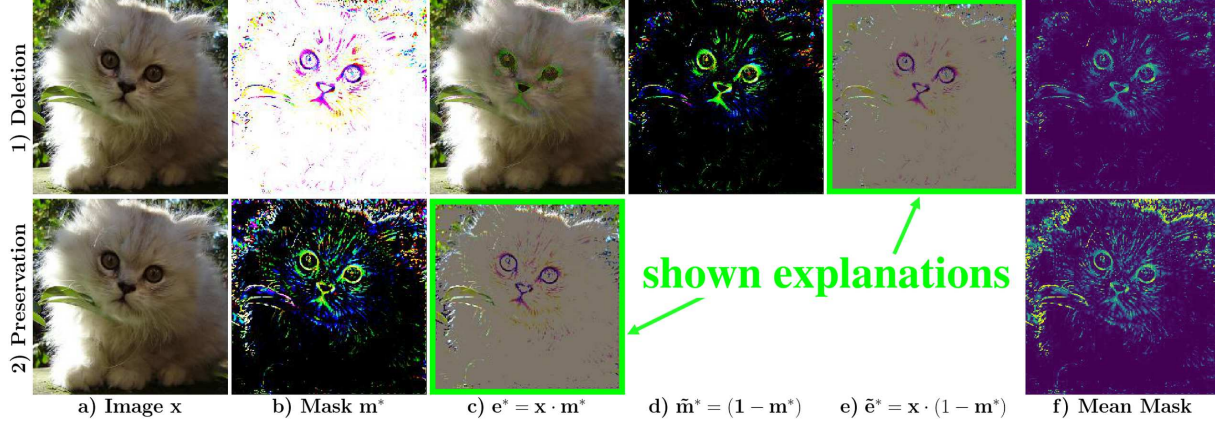 1) Deletion
2) Preservation
shown explanations
a) Image x
b) Mask m*
c) e* = x · m*
d) m̃* = (1 − m*)
e) ẽ* = x · (1 − m*)
f) Mean Mask